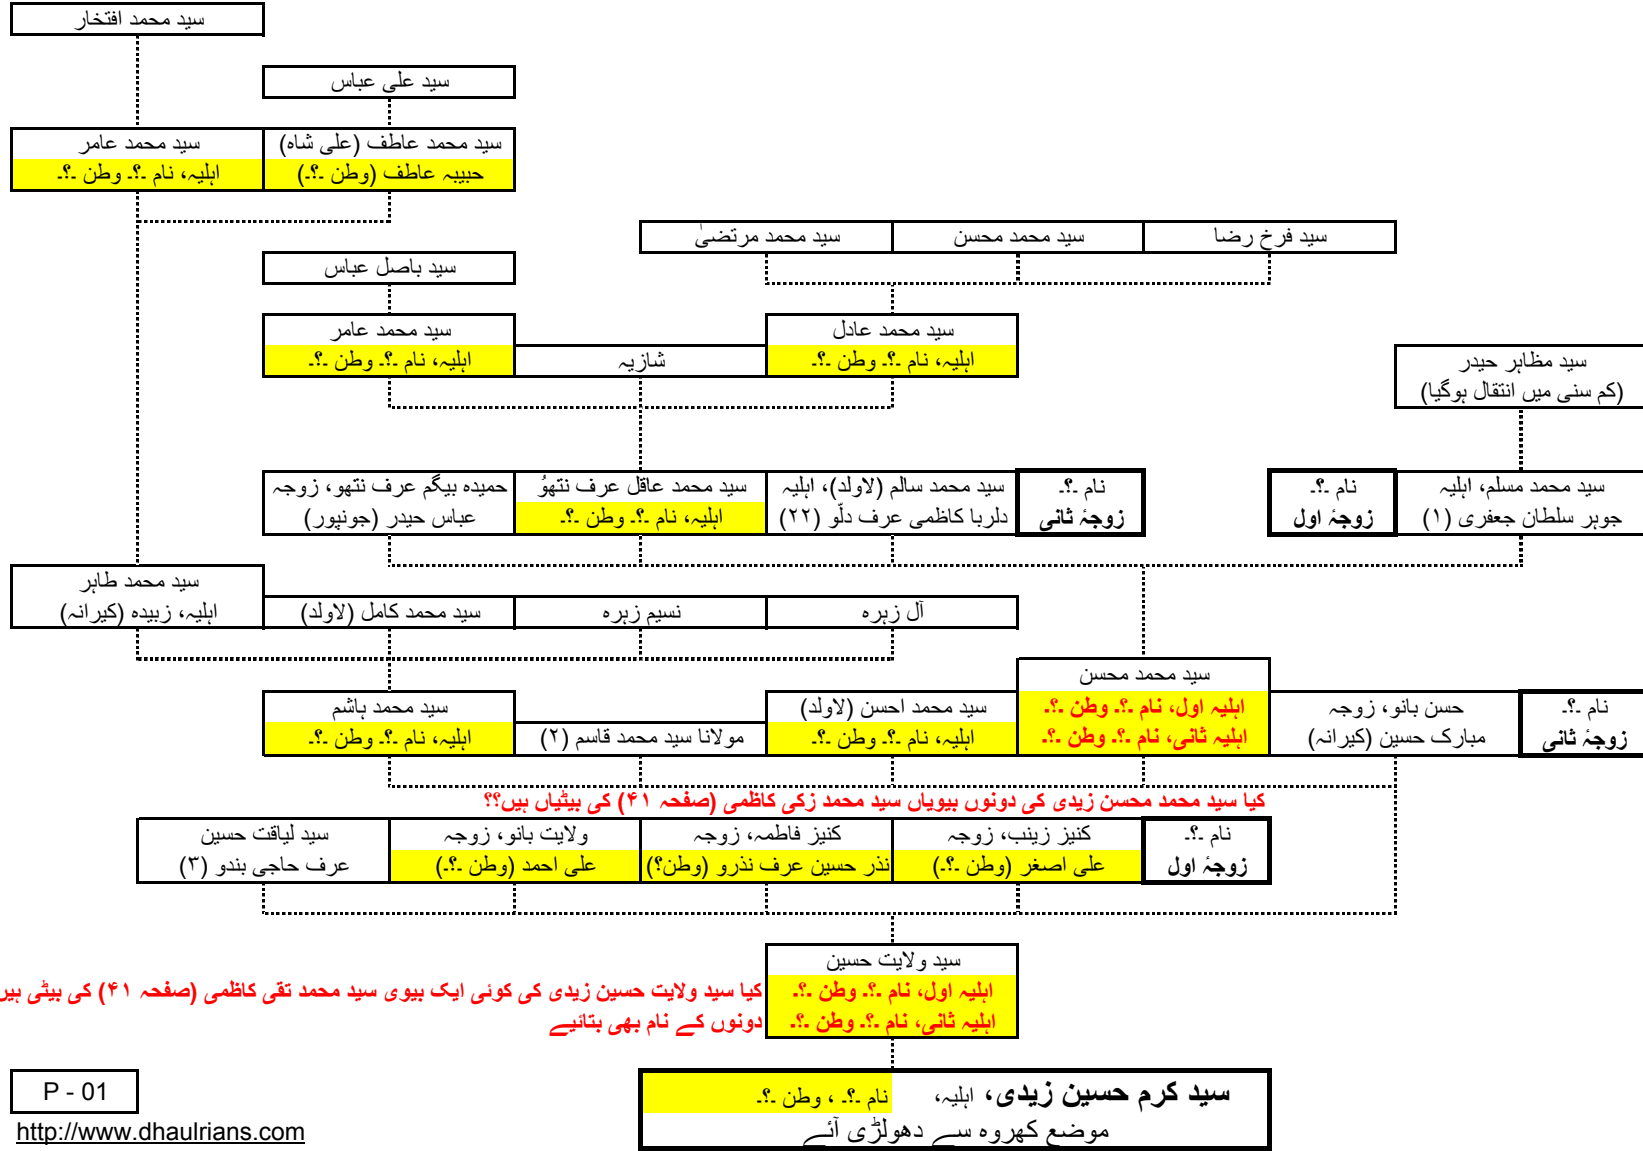 سید محمد افتخار
سید علی عباس
سید محمد عاطف (علی شاہ)
حبیبہ عاطف (وطن ۔؟۔)
سید محمد عامر
اہلیہ، نام ۔؟۔ وطن ۔؟۔
سید فرخ رضا
سید محمد محسن
سید محمد مرتضیٰ
سید باصل عباس
سید محمد عادل
اہلیہ، نام ۔؟۔ وطن ۔؟۔
شازیہ
سید محمد عامر
اہلیہ، نام ۔؟۔ وطن ۔؟۔
سید مظاہر حیدر
(کم سنی میں انتقال ہوگیا)
سید محمد مسلم، اہلیہ
جوہر سلطان جعفری (۱)
نام ۔؟۔
زوجۂ اول
نام ۔؟۔
زوجۂ ثانی
سید محمد سالم (لاولد)، اہلیہ
دلربا کاظمی عرف دلّو (۲۲)
سید محمد عاقل عرف نتھوُ
اہلیہ، نام ۔؟۔ وطن ۔؟۔
حمیدہ بیگم عرف نتھو، زوجہ
عباس حیدر (جونپور)
آل زہرہ
نسیم زہرہ
سید محمد کامل (لاولد)
سید محمد طاہر
اہلیہ، زبیدہ (کیرانہ)
نام ۔؟۔
زوجۂ ثانی
حسن بانو، زوجہ
مبارک حسین (کیرانہ)
سید محمد محسن
اہلیہ اول، نام ۔؟۔ وطن ۔؟۔
اہلیہ ثانی، نام ۔؟۔ وطن ۔؟۔
سید محمد احسن (لاولد)
اہلیہ، نام ۔؟۔ وطن ۔؟۔
مولانا سید محمد قاسم (۲)
سید محمد ہاشم
اہلیہ، نام ۔؟۔ وطن ۔؟۔
کیا سید محمد محسن زیدی کی دونوں بیویاں سید محمد زکی کاظمی (صفحہ ۴۱) کی بیٹیاں ہیں؟؟
نام ۔؟۔
زوجۂ اول
کنیز زینب، زوجہ
علی اصغر (وطن ۔؟۔)
کنیز فاطمہ، زوجہ
نذر حسین عرف نذرو (وطن؟)
ولایت بانو، زوجہ
علی احمد (وطن ۔؟۔)
سید لیاقت حسین
عرف حاجی بندو (۳)
سید ولایت حسین
اہلیہ اول، نام ۔؟۔ وطن ۔؟۔
اہلیہ ثانی، نام ۔؟۔ وطن ۔؟۔
کیا سید ولایت حسین زیدی کی کوئی ایک بیوی سید محمد تقی کاظمی (صفحہ ۴۱) کی بیٹی ہیں
دونوں کے نام بھی بتائیے
سید کرم حسین زیدی، اہلیہ، نام ۔؟۔ ، وطن ۔؟۔
موضع کھروہ سے دھولڑی آئے
P - 01
http://www.dhaulrians.com